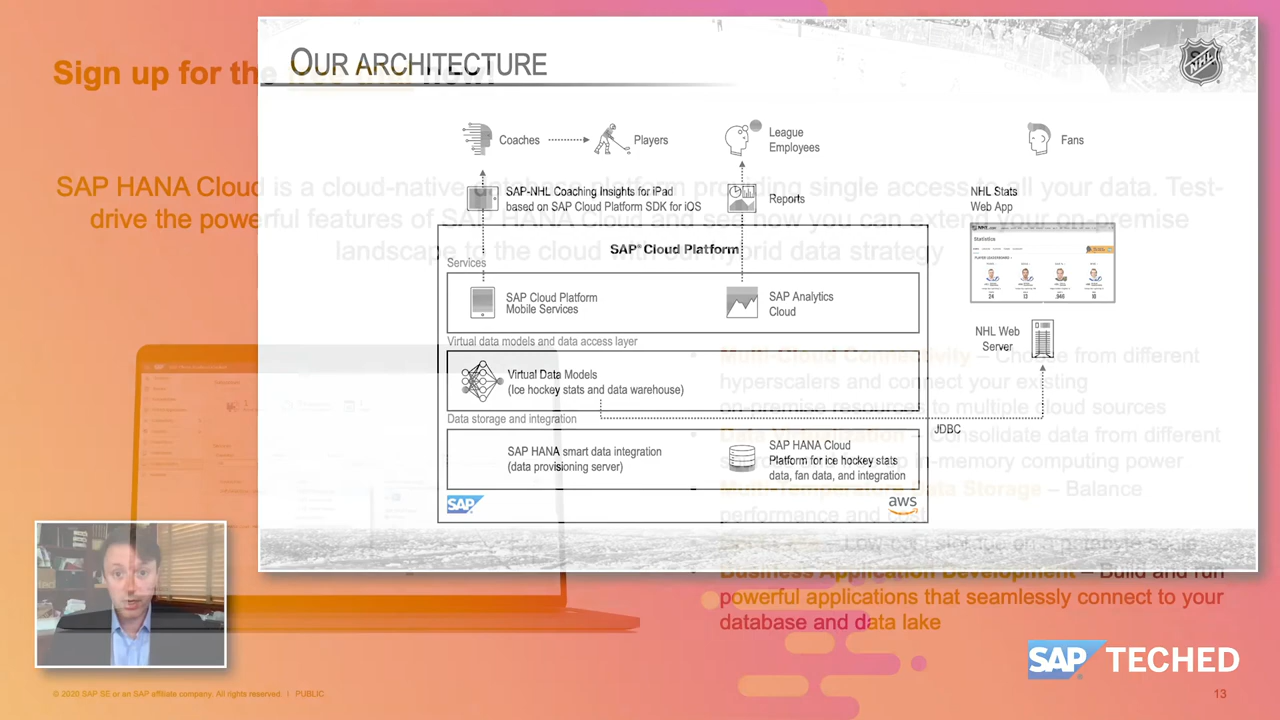 Sign up for the free trial now!
OUR ARCHITECTURE
Slide added
NHL
Coaches
Players
League
Employees
Fans
SAP HANA Cloud is a cloud-native database platform providing single access to all your data. Test-
drive the powerful features of SAP HANA Cloud and see how you can extend your on-premise
landscape to the cloud with our hybrid data strategy
SAP-NHL Coaching Insights for iPad
based on SAP Cloud Platform SDK for iOS
Reports
NHL Stats
Web App
SAP® Cloud Platform
Services
SAP Cloud Platform
Mobile Services
SAP Analytics
Cloud
Statistics
NHL Web
Server
Virtual data models and data access layer
Virtual Data Models
(Ice hockey stats and data warehouse)
Data storage and integration
JDBC
SAP HANA smart data integration
(data provisioning server)
SAP HANA Cloud
Platform for ice hockey stats
data, fan data, and integration
SAP
aws
Multi-Cloud Connectivity – Choose from different
hyperscalers and connect your existing
on-premise resources to multiple cloud sources
– Consolidate data from different
in-memory computing power
Data Storage – Balance
performance and cost
Business Application Development – Build and run
powerful applications that seamlessly connect to your
database and data lake
SAP TECHED
© 2020 SAP SE or an SAP affiliate company. All rights reserved. I PUBLIC
13